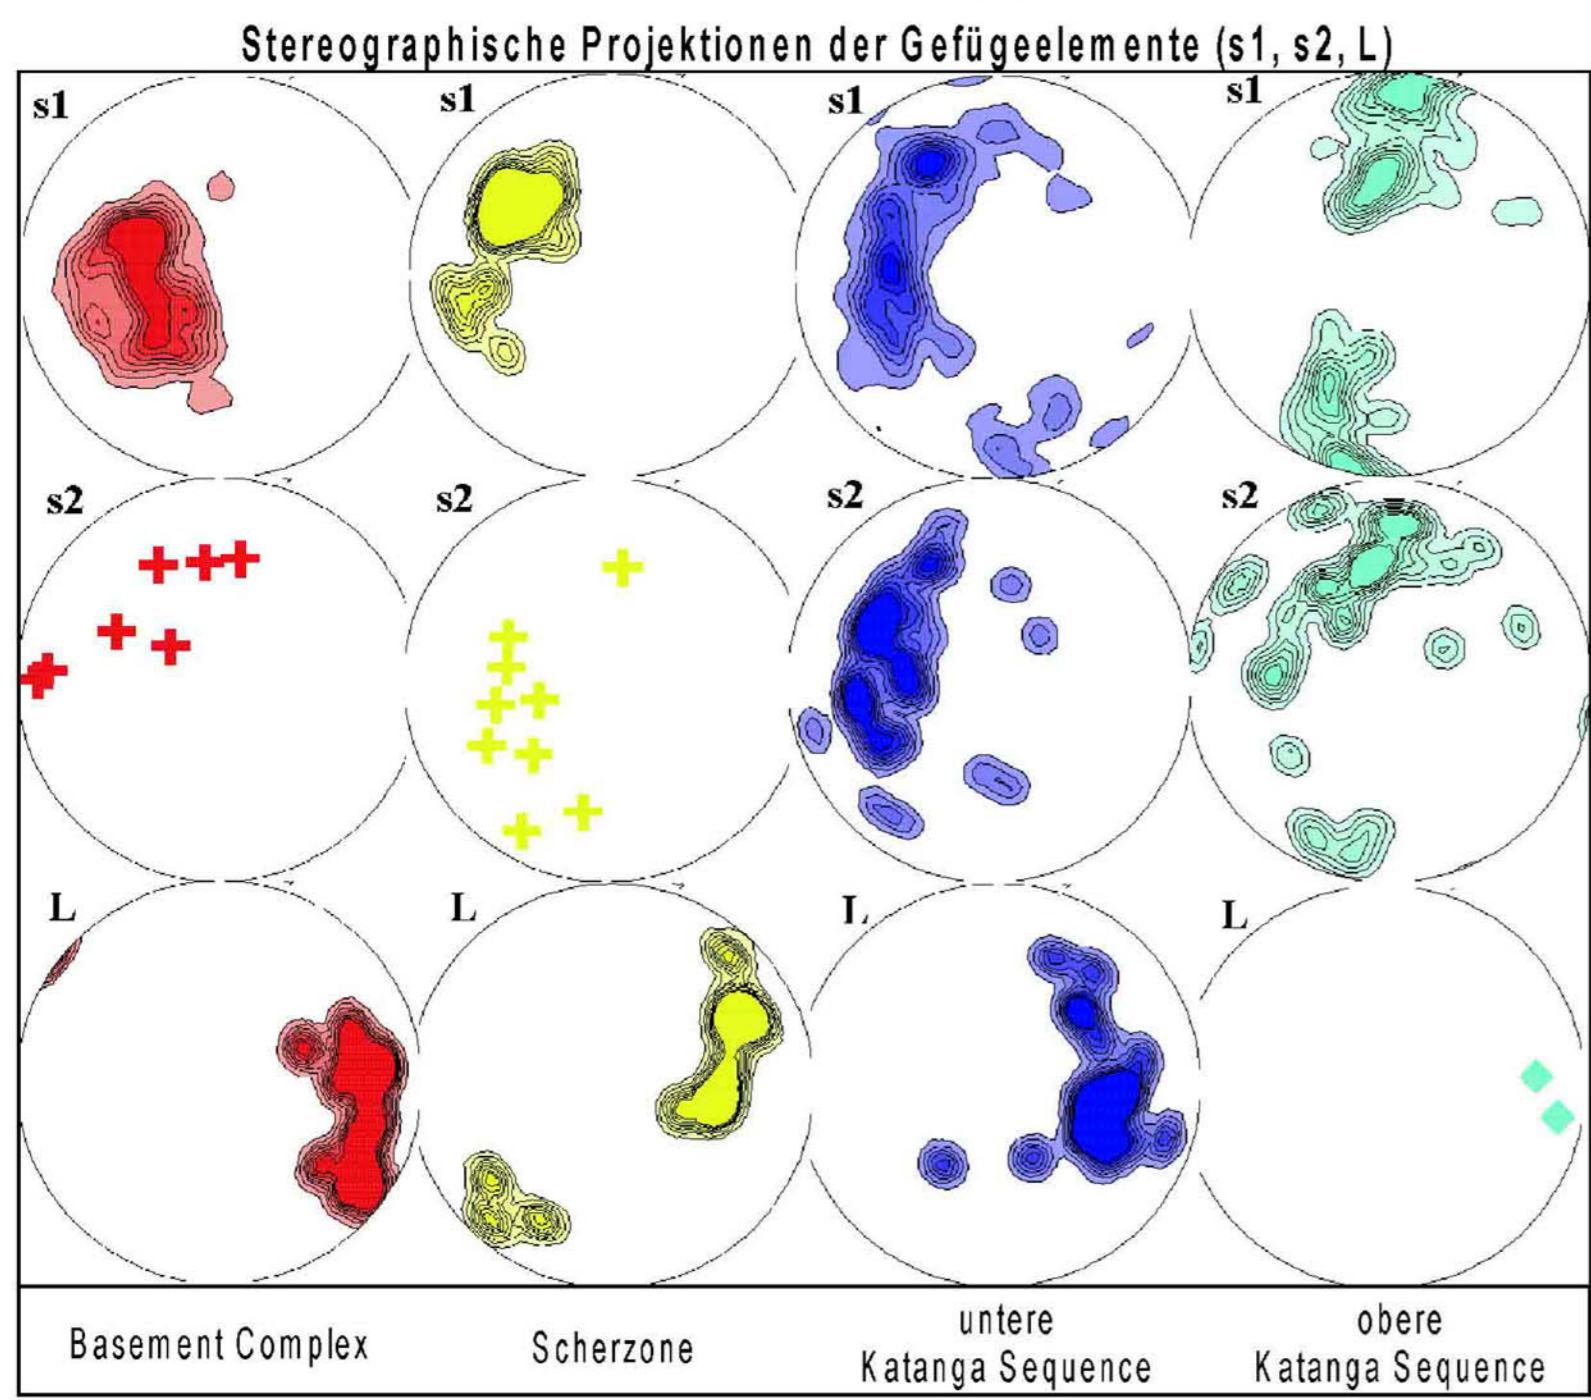 Stereographische Projektionen der Gefügeelemente (s1, s2, L)
s1 s1 s1 s1
s2 s2 s2 s2
L L L L
Basement Complex
Scherzone
untere
Katanga Sequence
obere
Katanga Sequence